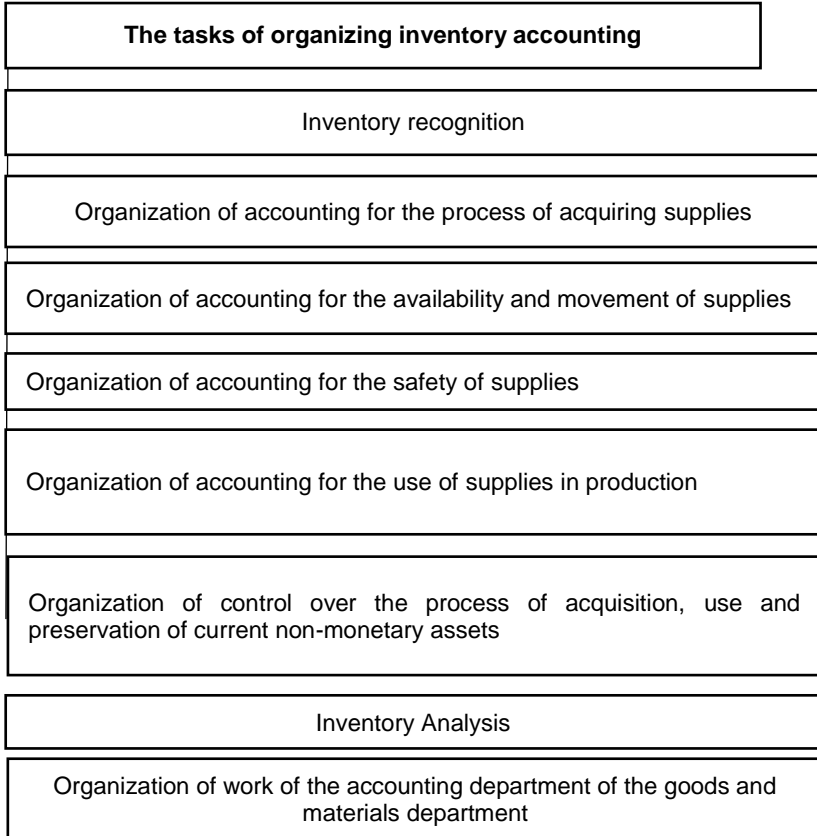 The tasks of organizing inventory accounting
Inventory recognition
Organization of accounting for the process of acquiring supplies
Organization of accounting for the availability and movement of supplies
Organization of accounting for the safety of supplies
Organization of accounting for the use of supplies in production
Organization of control over the process of acquisition, use and
preservation of current non-monetary assets
Inventory Analysis
Organization of work of the accounting department of the goods and
materials department